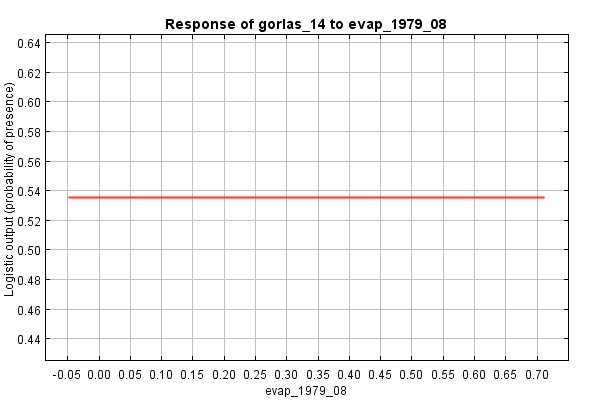 Response of gorlas_14 to evap_1979_08
Logistic output (probability of presence)
0.64
0.62
0.60
0.58
0.56
0.54
0.52
0.50
0.48
0.46
0.44
-0.05 0.00 0.05 0.10 0.15 0.20 0.25 0.30 0.35 0.40 0.45 0.50 0.55 0.60 0.65 0.70
evap_1979_08